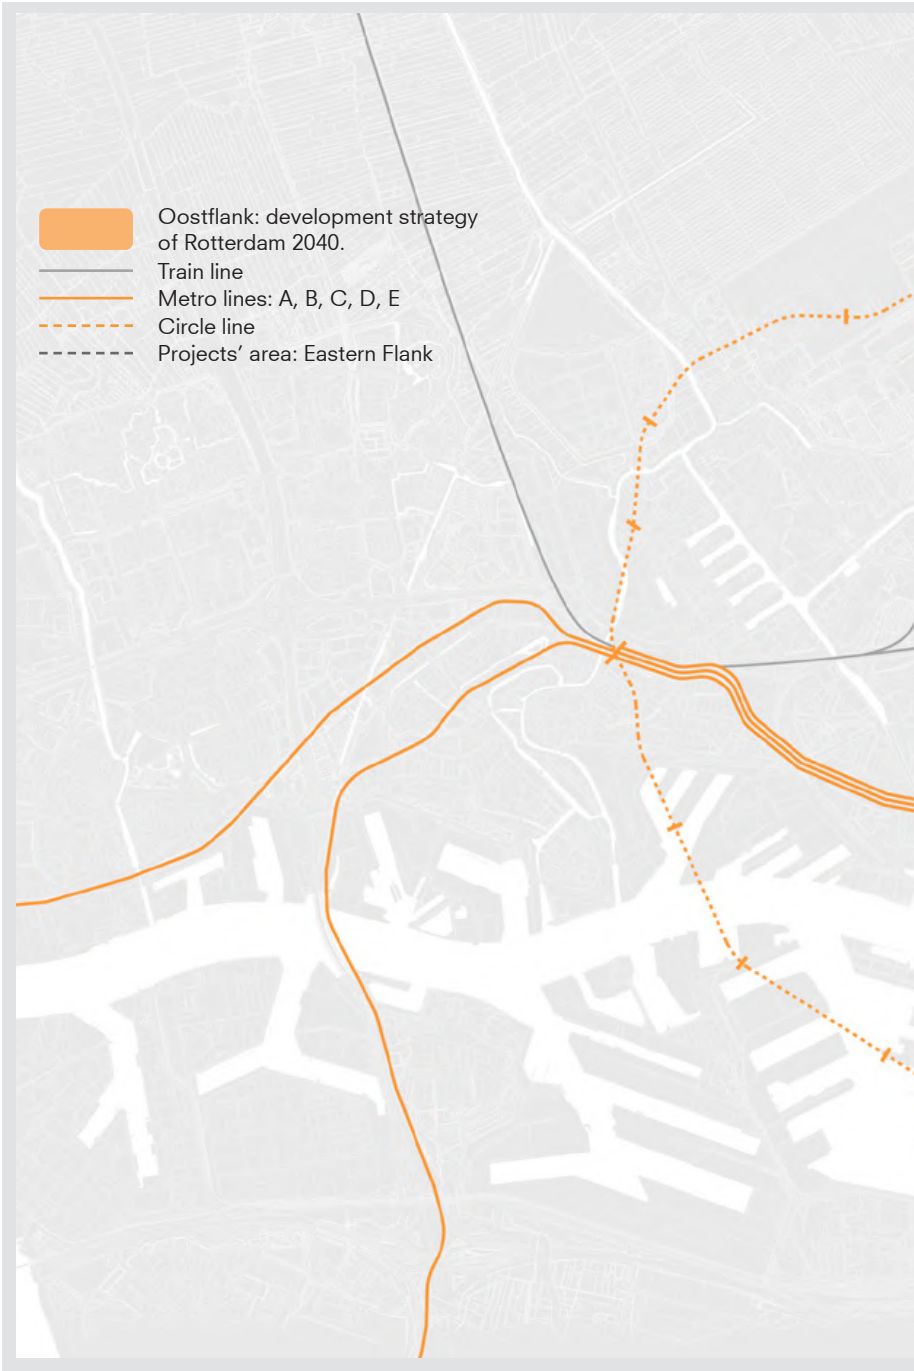 Oostflank: development strategy
of Rotterdam 2040.
Train line
Metro lines: A, B, C, D, E
Circle line
Projects’ area: Eastern Flank